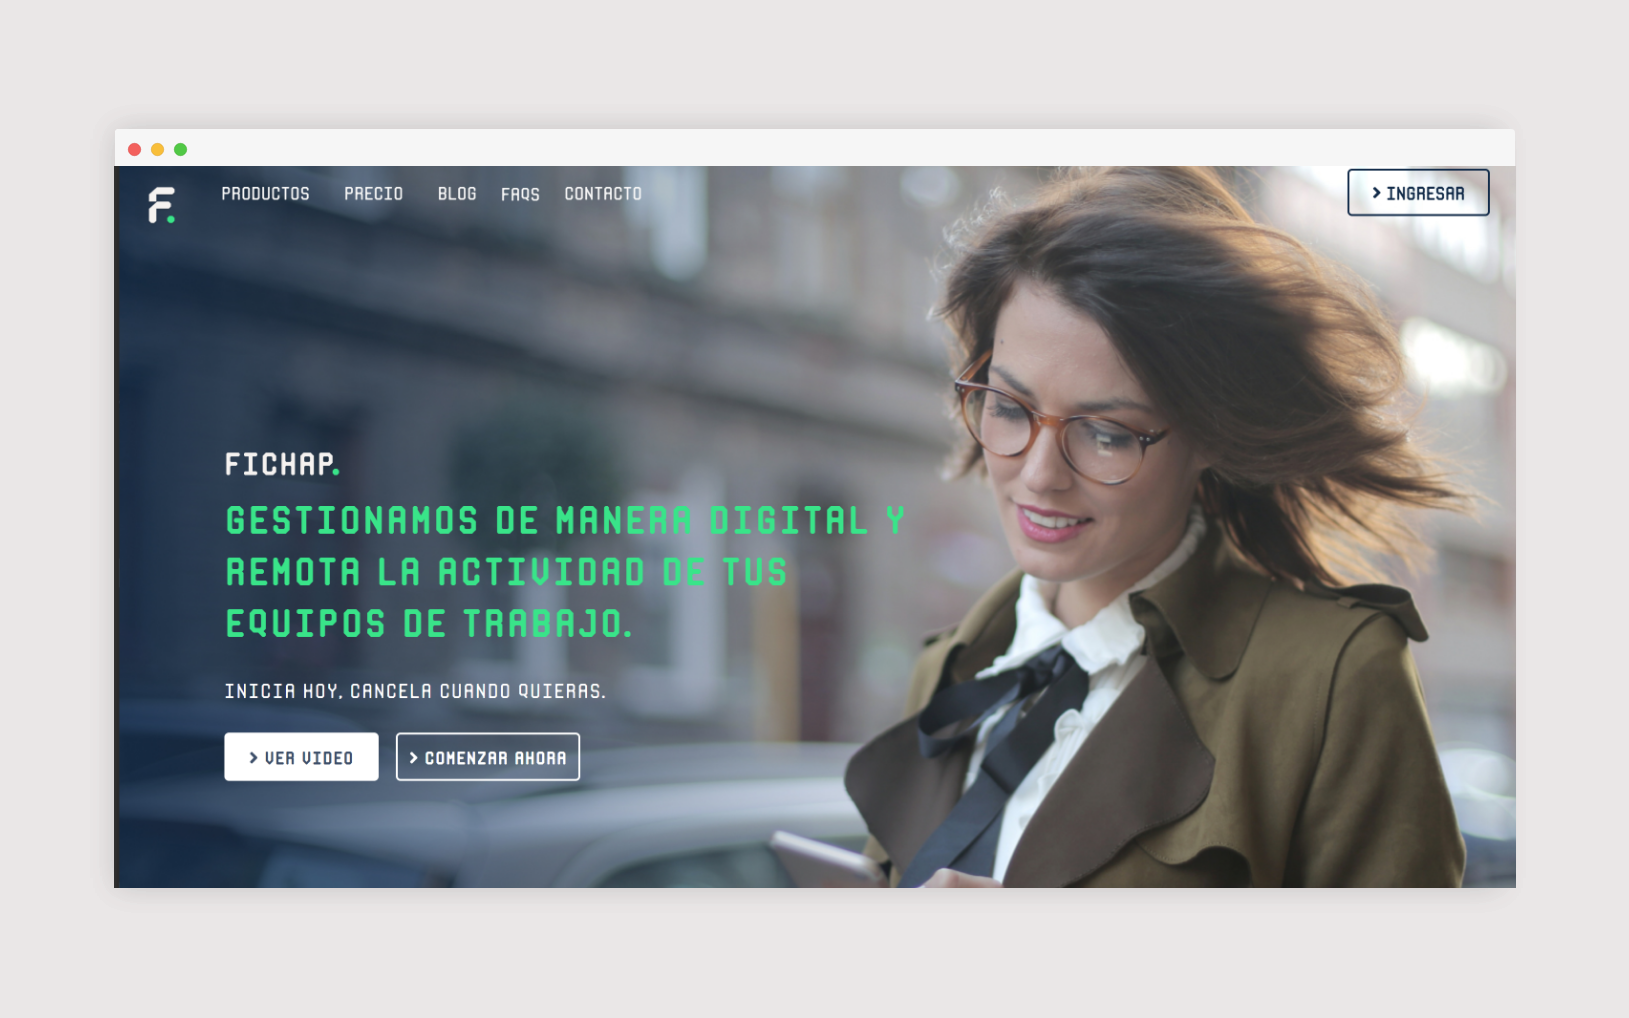 F.
PRODUCTOS PRECIO BLOG FAQS CONTACTO
> INGRESAR
FICHAP.
GESTIONAMOS DE MANERA DIGITAL Y
REMOTA LA ACTIVIDAD DE TUS
EQUIPOS DE TRABAJO.
INICIA HOY, CANCELA CUANDO QUIERAS.
> VER VIDEO > COMENZAR AHORA